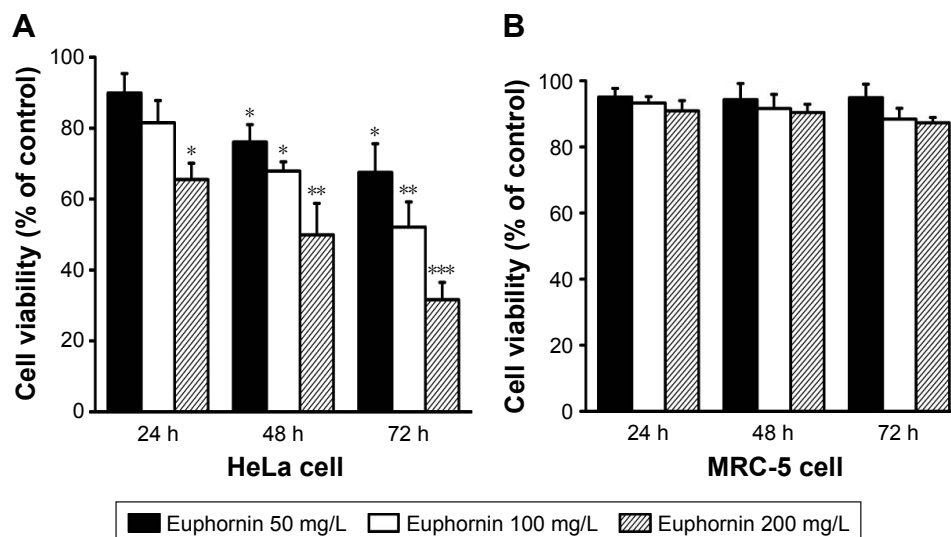 A
Cell viability (% of control)
100
80
60
40
20
0
*
*
*
*
**
**
***
24 h
48 h
72 h
HeLa cell
B
Cell viability (% of control)
100
80
60
40
20
0
24 h
48 h
72 h
MRC-5 cell
Euphornin 50 mg/L
Euphornin 100 mg/L
Euphornin 200 mg/L